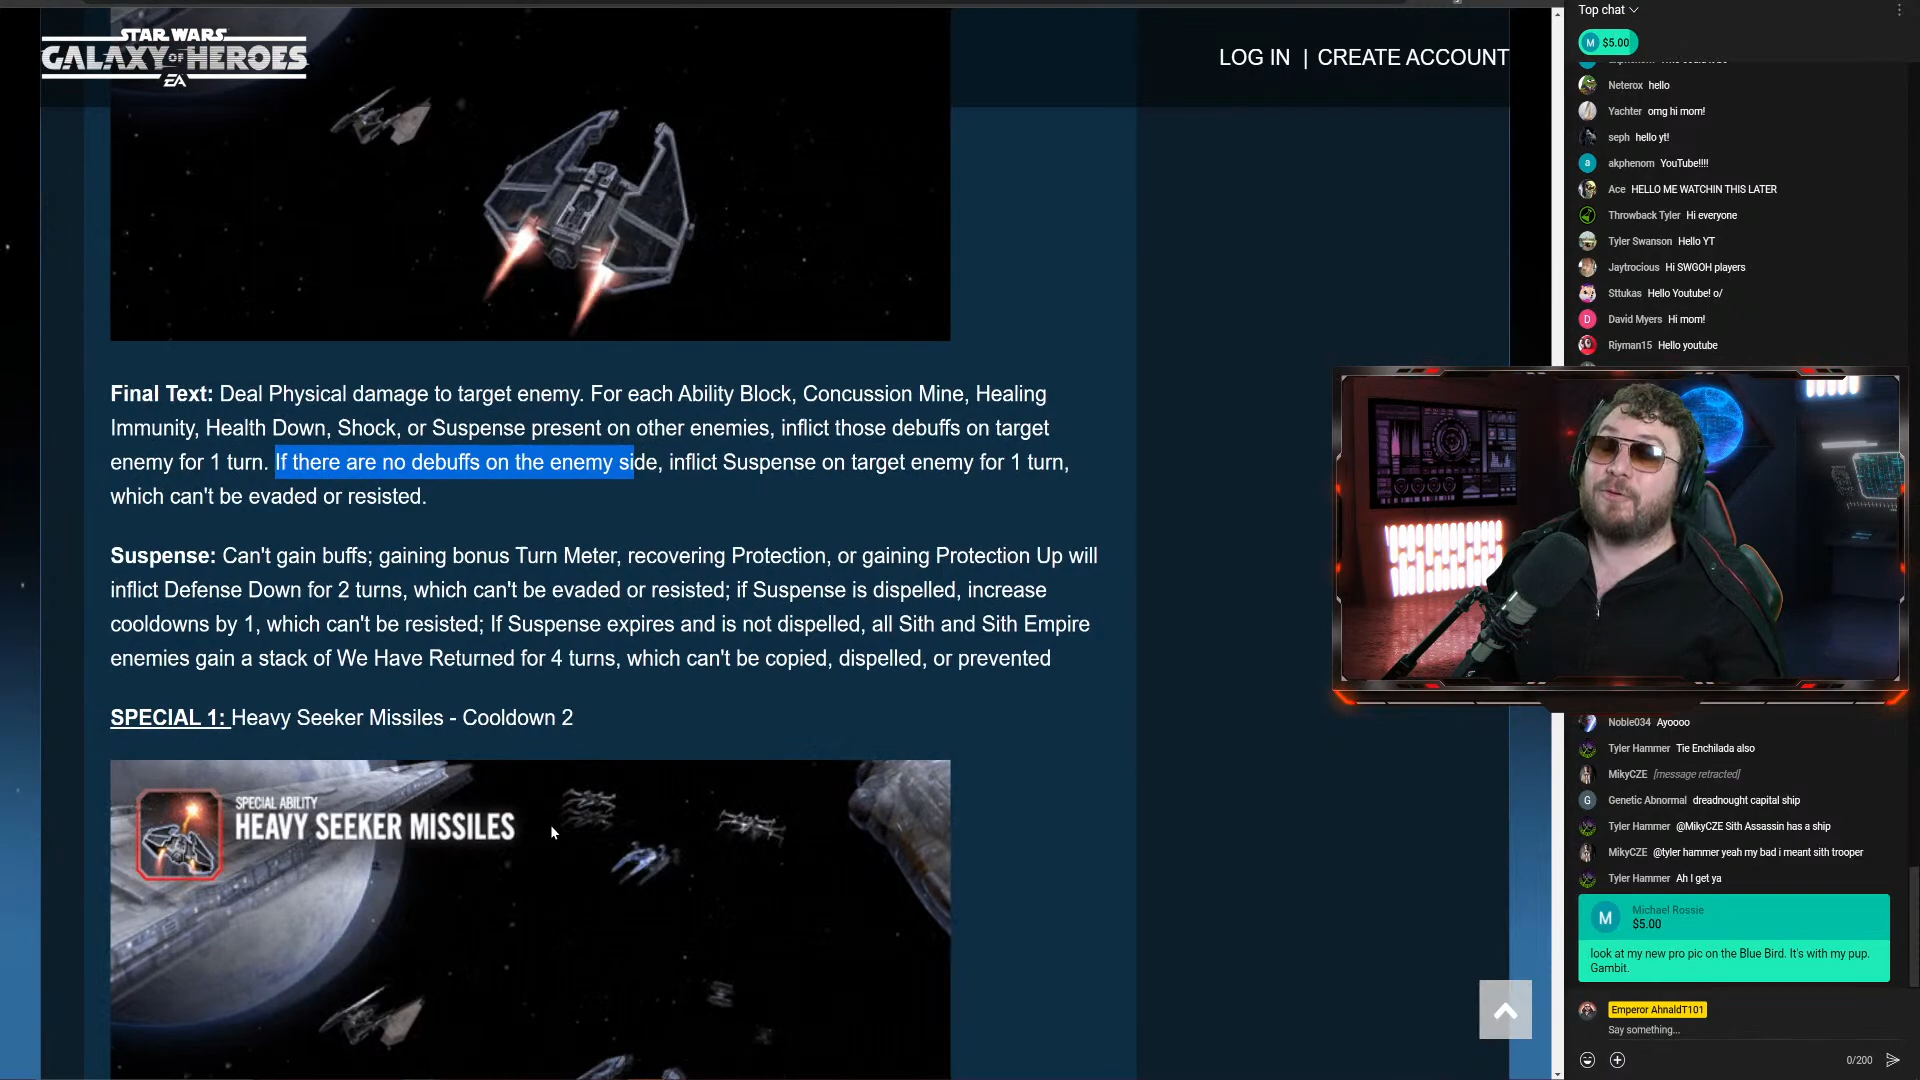 STAR WARS
GALAXY OF HEROES
EA
LOG IN | CREATE ACCOUNT
Final Text: Deal Physical damage to target enemy. For each Ability Block, Concussion Mine, Healing
Immunity, Health Down, Shock, or Suspense present on other enemies, inflict those debuffs on target
enemy for 1 turn. If there are no debuffs on the enemy side, inflict Suspense on target enemy for 1 turn,
which can't be evaded or resisted.
Suspense: Can't gain buffs; gaining bonus Turn Meter, recovering Protection, or gaining Protection Up will
inflict Defense Down for 2 turns, which can't be evaded or resisted; if Suspense is dispelled, increase
cooldowns by 1, which can't be resisted; If Suspense expires and is not dispelled, all Sith and Sith Empire
enemies gain a stack of We Have Returned for 4 turns, which can't be copied, dispelled, or prevented
SPECIAL 1: Heavy Seeker Missiles - Cooldown 2
SPECIAL ABILITY
HEAVY SEEKER MISSILES
Top chat
M $5.00
Neterox hello
Yachter omg hi mom!
seph hello yt!
a akphenom YouTube!!!!
Ace HELLO ME WATCHIN THIS LATER
Throwback Tyler Hi everyone
Tyler Swanson Hello YT
Jaytrocious Hi SWGOH players
Sttukas Hello Youtube! o/
D David Myers Hi mom!
Riyman15 Hello youtube
Noble034 Ayoooo
Tyler Hammer Tie Enchilada also
MikyCZE [message retracted]
G Genetic Abnormal dreadnought capital ship
Tyler Hammer @MikyCZE Sith Assassin has a ship
MikyCZE @tyler hammer yeah my bad i meant sith trooper
Tyler Hammer Ah I get ya
M Michael Rossie
$5.00
look at my new pro pic on the Blue Bird. It's with my pup.
Gambit.
Emperor AhnaldT101
Say something...
0/200